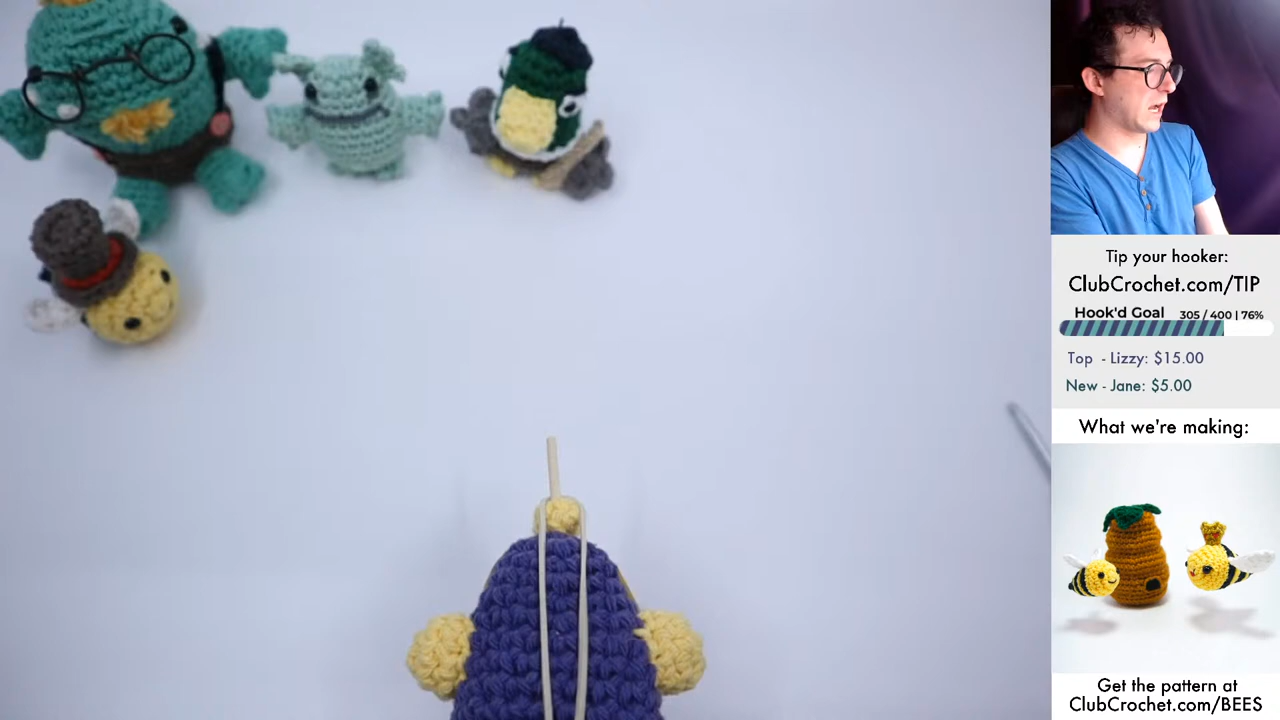 Tip your hooker:
ClubCrochet.com/TIP
Hook'd Goal 305 / 400 | 76%
Top - Lizzy: $15.00
New - Jane: $5.00
What we're making:
Get the pattern at
ClubCrochet.com/BEES